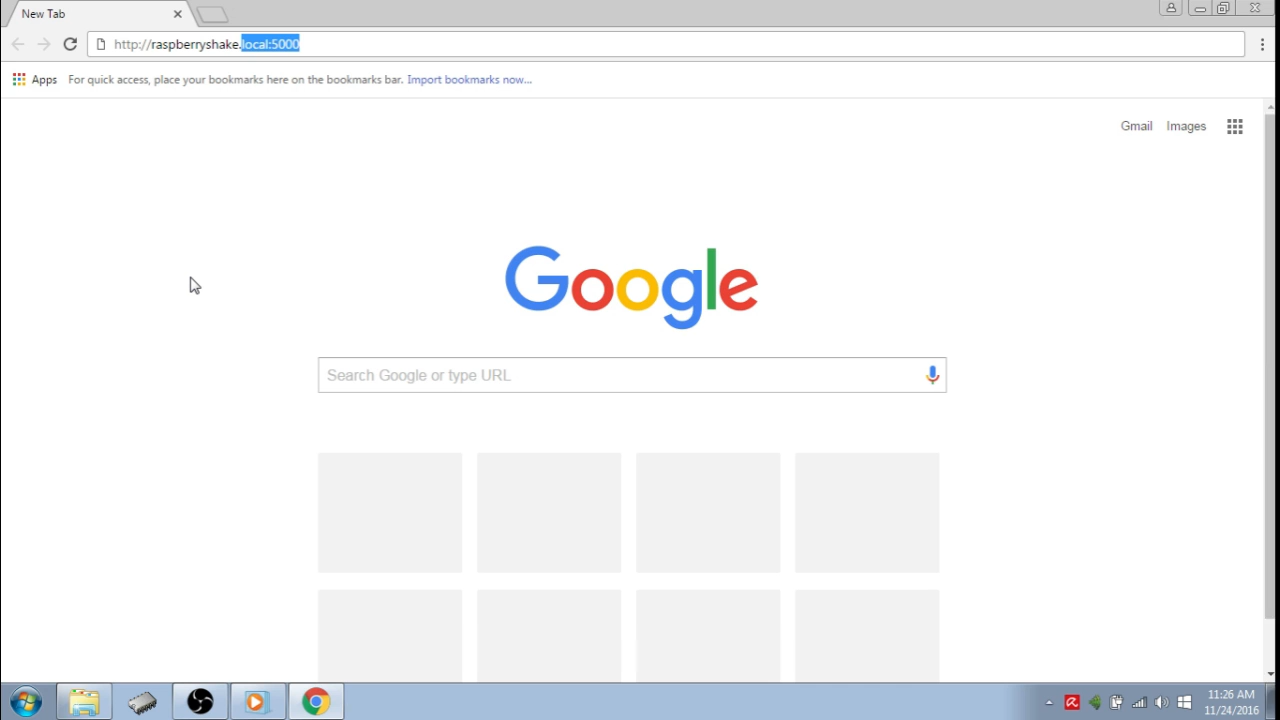 New Tab
http://raspberryshake.local:5000
Apps For quick access, place your bookmarks here on the bookmarks bar. Import bookmarks now...
Gmail Images
Google
Search Google or type URL
11:26 AM
11/24/2016